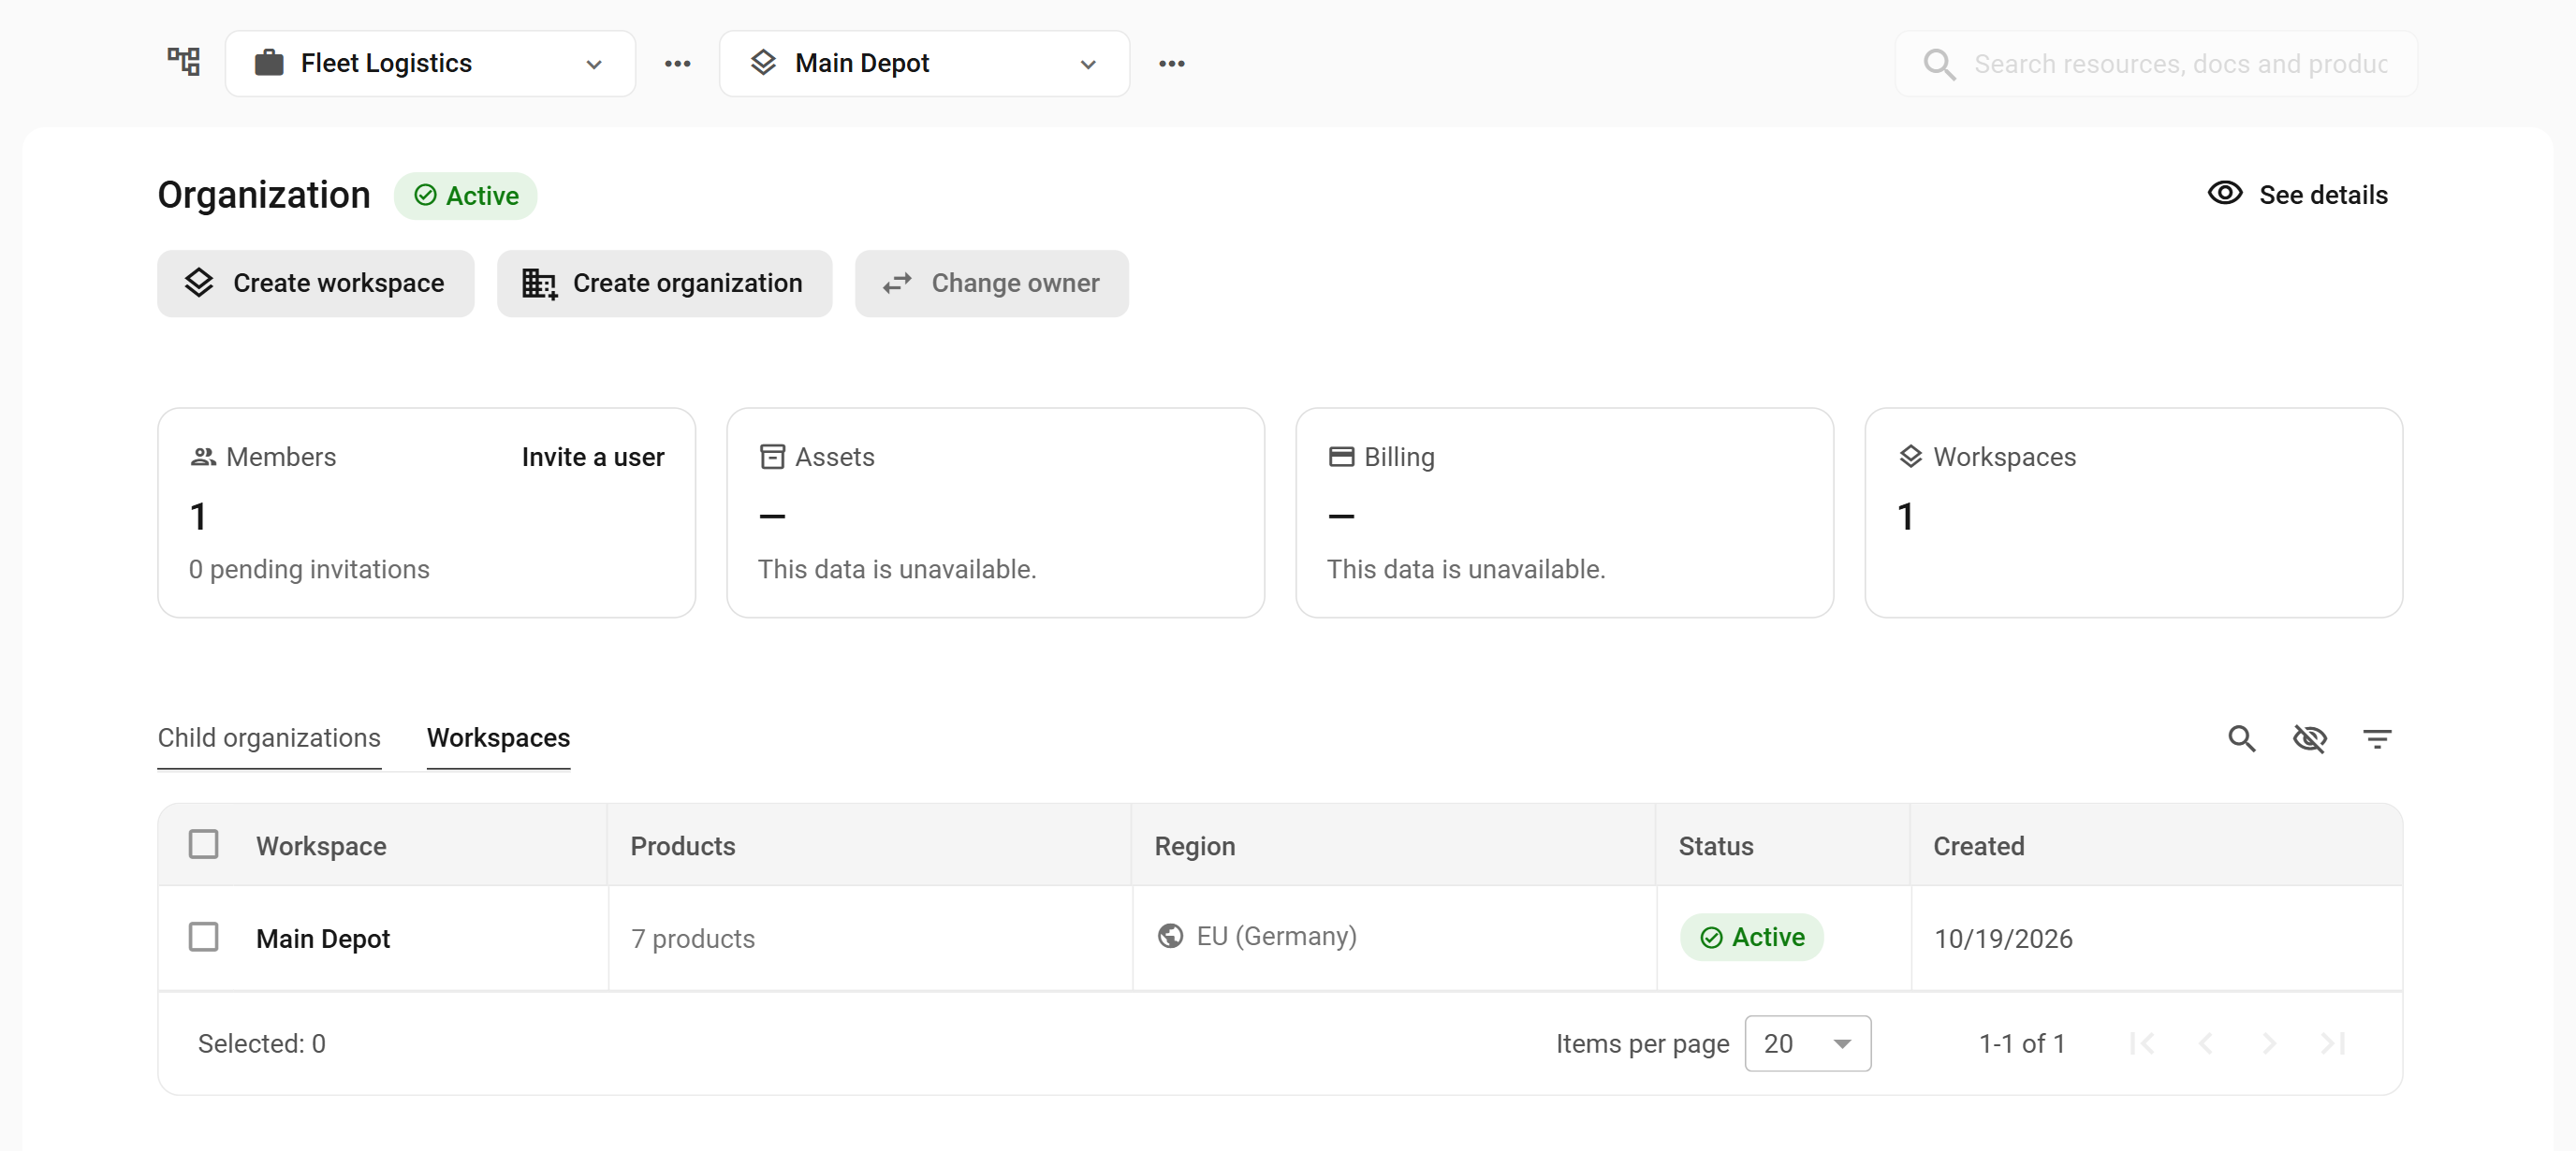 Fleet Logistics
Main Depot
Search resources, docs and produc
Organization
Active
See details
Create workspace
Create organization
Change owner
Members
Invite a user
1
0 pending invitations
Assets
–
This data is unavailable.
Billing
–
This data is unavailable.
Workspaces
1
Child organizations
Workspaces
Workspace
Products
Region
Status
Created
Main Depot
7 products
EU (Germany)
Active
10/19/2026
Selected: 0
Items per page
20
1-1 of 1